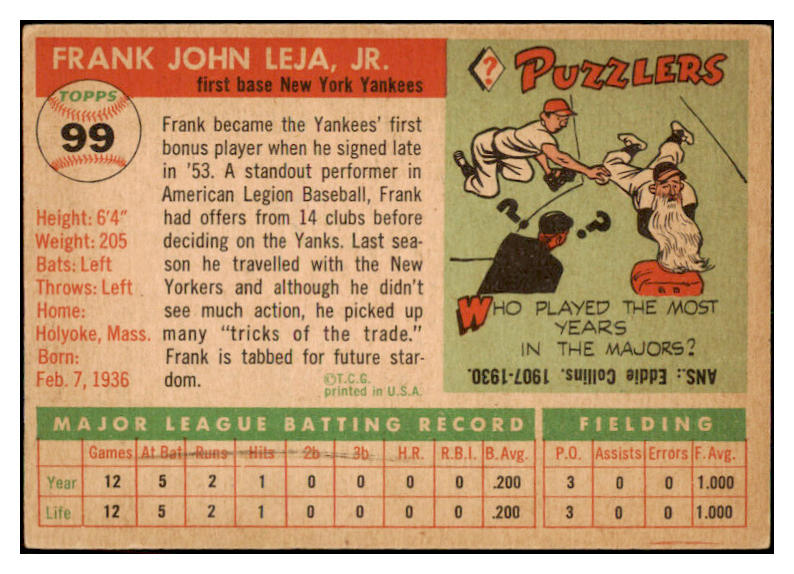 FRANK JOHN LEJA, JR.
first base New York Yankees
TOPPS
99
Height: 6'4"
Weight: 205
Bats: Left
Throws: Left
Home:
Holyoke, Mass.
Born:
Feb. 7, 1936
Frank became the Yankees' first
bonus player when he signed late
in '53. A standout performer in
American Legion Baseball, Frank
had offers from 14 clubs before
deciding on the Yanks. Last sea-
son he travelled with the New
Yorkers and although he didn't
see much action, he picked up
many "tricks of the trade."
Frank is tabbed for future star-
dom.
©T.C.G.
printed in U.S.A.
? PUZZLERS
? ?
WHO PLAYED THE MOST
YEARS
IN THE MAJORS?
ANS.: Eddie Collins. 1907-1930.
MAJOR LEAGUE BATTING RECORD
FIELDING
Games At Bat Runs Hits 2b 3b H.R. R.B.I. B. Avg. P.O. Assists Errors F. Avg.
Year 12 5 2 1 0 0 0 0 .200 3 0 0 1.000
Life 12 5 2 1 0 0 0 0 .200 3 0 0 1.000